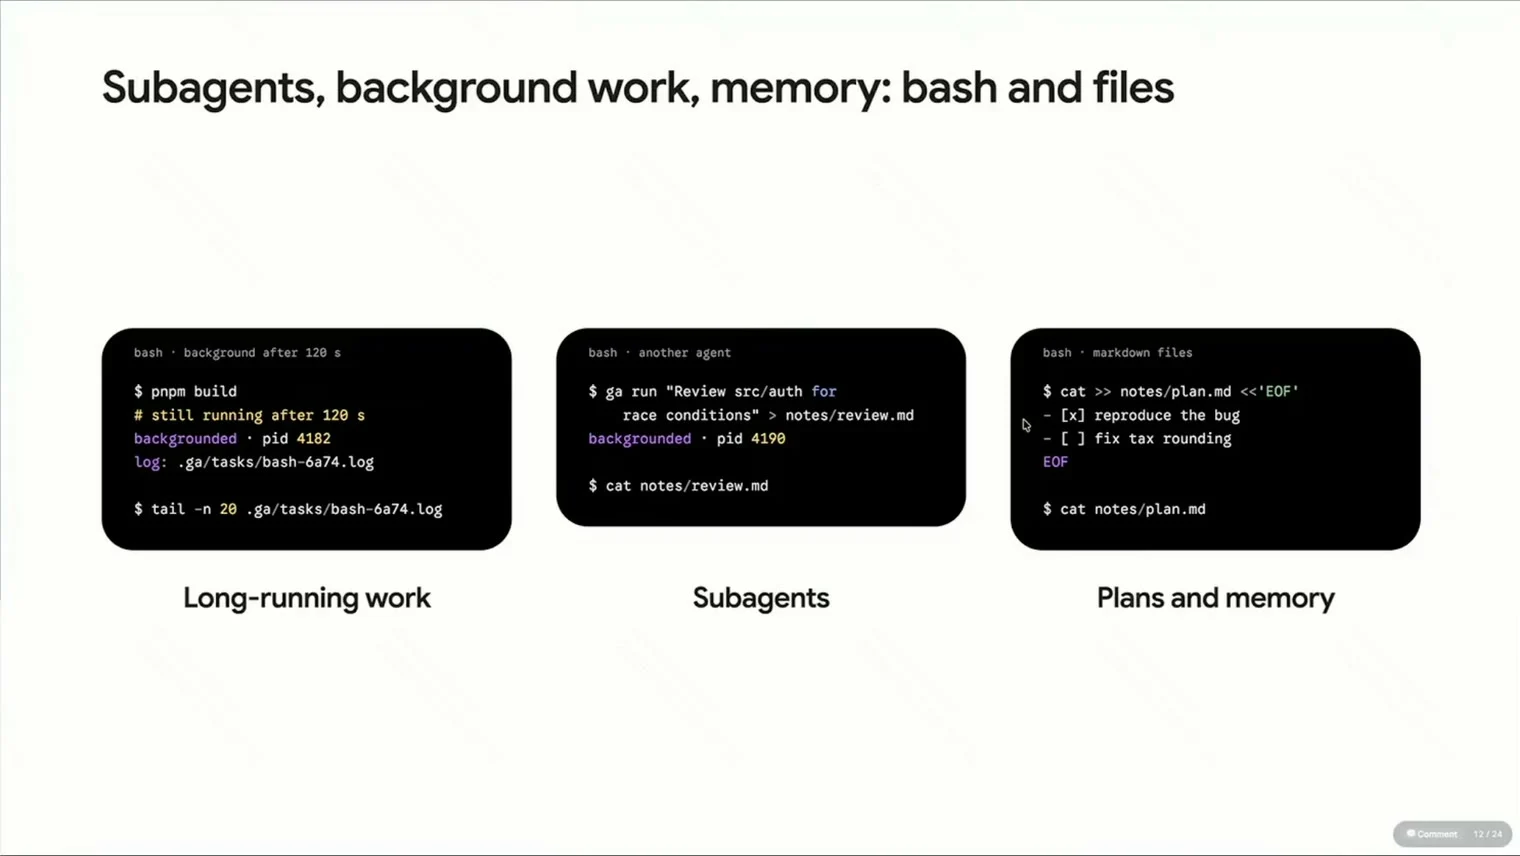 Subagents, background work, memory: bash and files
bash · background after 120 s
$ pnpm build
# still running after 120 s
backgrounded · pid 4182
log: .ga/tasks/bash-6a74.log
$ tail -n 20 .ga/tasks/bash-6a74.log
Long-running work
bash · another agent
$ ga run "Review src/auth for
race conditions" > notes/review.md
backgrounded · pid 4190
$ cat notes/review.md
Subagents
bash · markdown files
$ cat >> notes/plan.md <<'EOF'
- [x] reproduce the bug
- [ ] fix tax rounding
EOF
$ cat notes/plan.md
Plans and memory
Comment 12 / 24